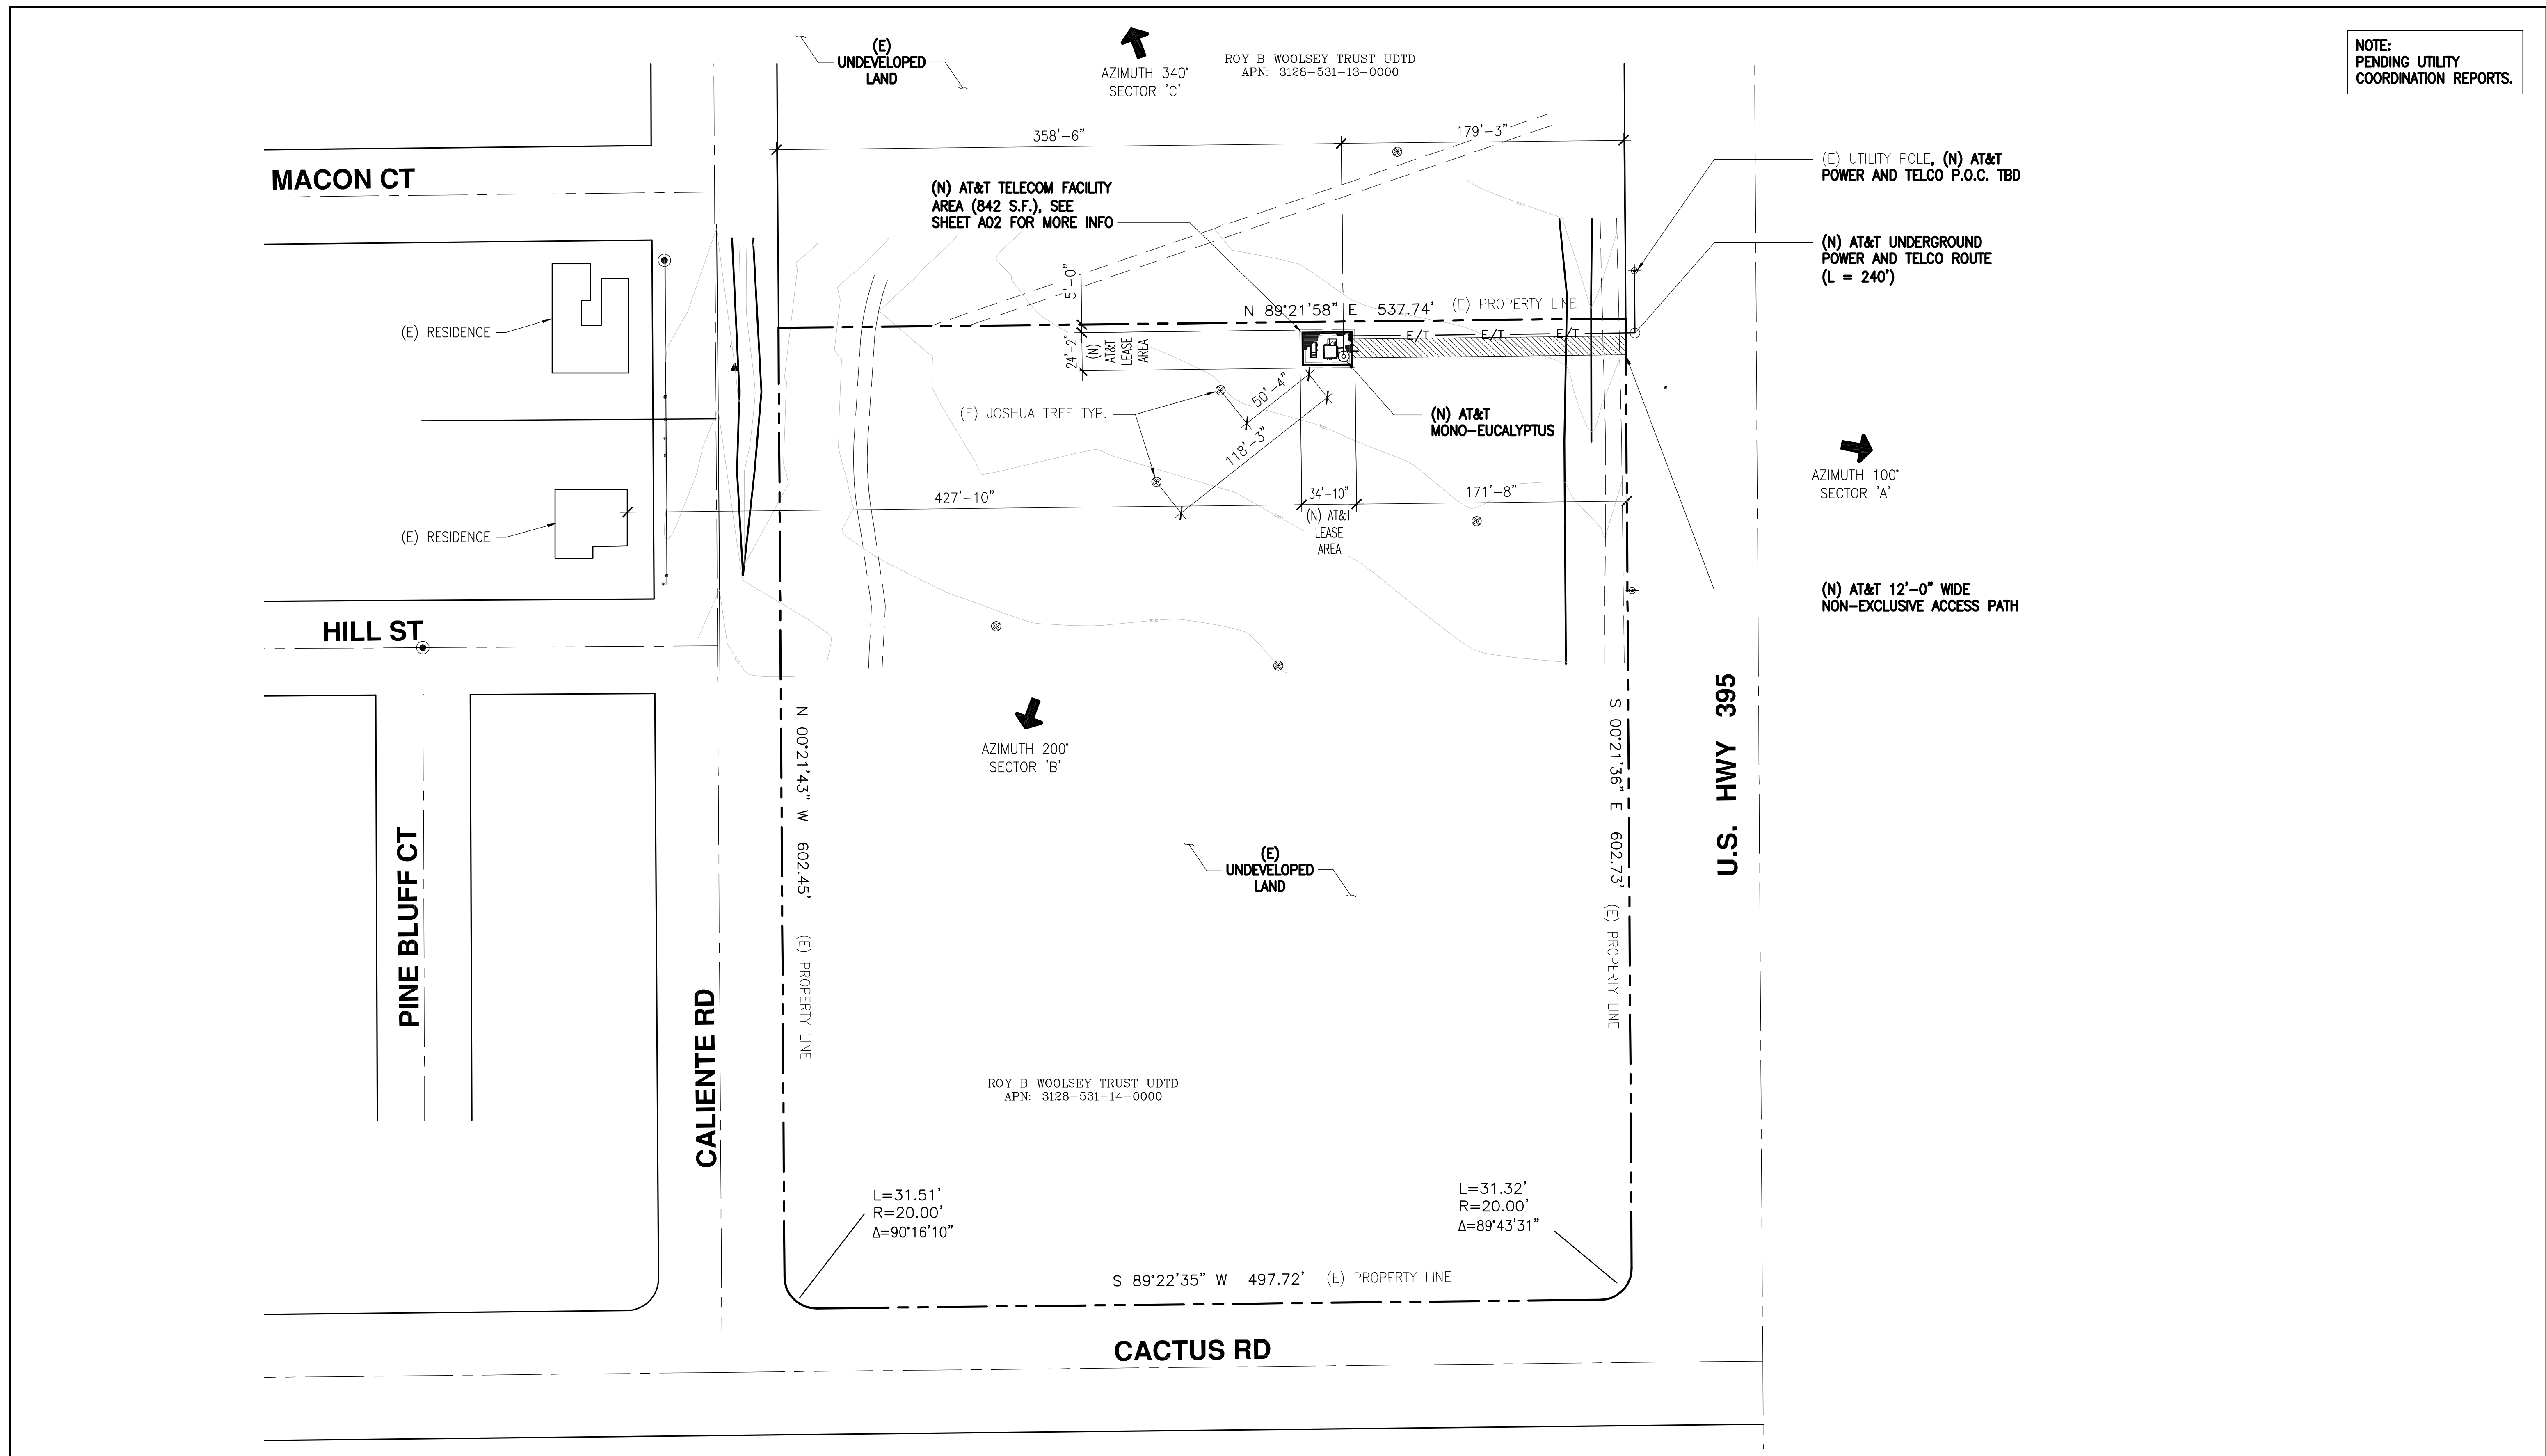 (E)
UNDEVELOPED
LAND
AZIMUTH 340°
SECTOR 'C'
ROY B WOOLSEY TRUST UDTD
APN: 3128-531-13-0000
NOTE:
PENDING UTILITY
COORDINATION REPORTS.
358'-6"
179'-3"
MACON CT
(N) AT&T TELECOM FACILITY
AREA (842 S.F.), SEE
SHEET A02 FOR MORE INFO
(E) UTILITY POLE, (N) AT&T
POWER AND TELCO P.O.C. TBD
(N) AT&T UNDERGROUND
POWER AND TELCO ROUTE
(L = 240')
5'-0"
N 89°21'58" E 537.74' (E) PROPERTY LINE
E/T E/T E/T
(E) RESIDENCE
24'-2"
(N)
AT&T
LEASE
AREA
50'-4"
118'-3"
(E) JOSHUA TREE TYP.
(N) AT&T
MONO-EUCALYPTUS
AZIMUTH 100°
SECTOR 'A'
427'-10"
34'-10"
171'-8"
(N) AT&T
LEASE
AREA
(E) RESIDENCE
(N) AT&T 12'-0" WIDE
NON-EXCLUSIVE ACCESS PATH
HILL ST
AZIMUTH 200°
SECTOR 'B'
N 00°21'43" W 602.45' (E) PROPERTY LINE
S 00°21'36" E 602.73' (E) PROPERTY LINE
U.S. HWY 395
(E)
UNDEVELOPED
LAND
PINE BLUFF CT
CALIENTE RD
ROY B WOOLSEY TRUST UDTD
APN: 3128-531-14-0000
L=31.51'
R=20.00'
Δ=90°16'10"
L=31.32'
R=20.00'
Δ=89°43'31"
S 89°22'35" W 497.72' (E) PROPERTY LINE
CACTUS RD